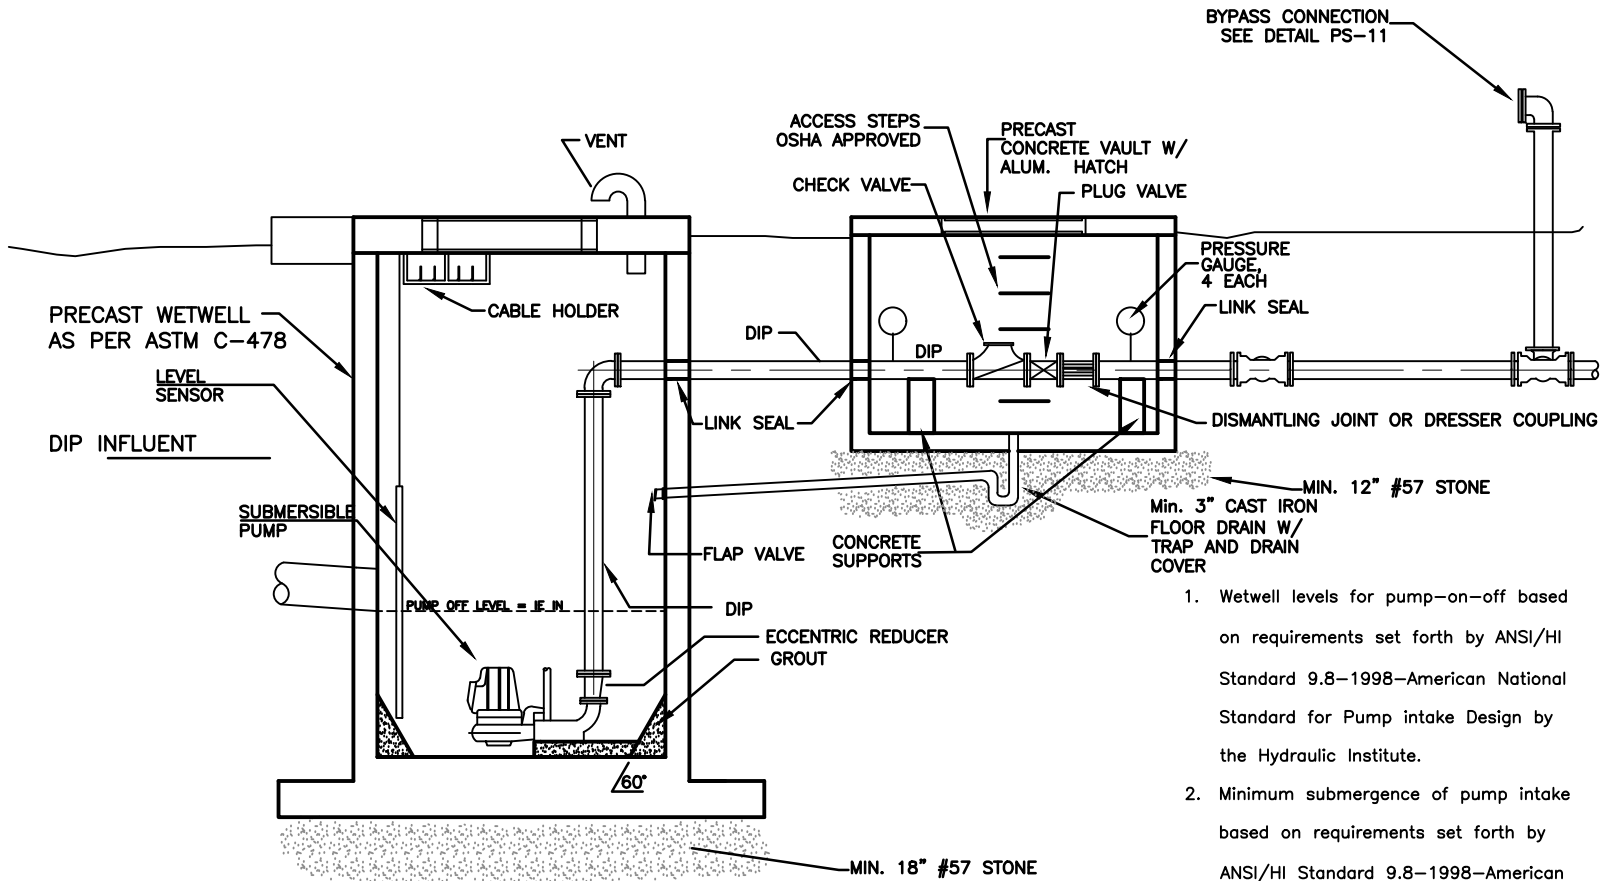 BYPASS CONNECTION
SEE DETAIL PS-11
ACCESS STEPS
OSHA APPROVED
PRECAST
CONCRETE VAULT W/
ALUM. HATCH
VENT
CHECK VALVE
PLUG VALVE
PRESSURE
GAUGE,
4 EACH
LINK SEAL
CABLE HOLDER
PRECAST WETWELL
AS PER ASTM C-478
DIP
DIP
LEVEL
SENSOR
LINK SEAL
DISMANTLING JOINT OR DRESSER COUPLING
DIP INFLUENT
MIN. 12" #57 STONE
SUBMERSIBLE
PUMP
Min. 3" CAST IRON
FLOOR DRAIN W/
TRAP AND DRAIN
COVER
FLAP VALVE
CONCRETE
SUPPORTS
PUMP OFF LEVEL = IE IN
DIP
ECCENTRIC REDUCER
GROUT
60°
MIN. 18" #57 STONE
1. Wetwell levels for pump-on-off based
on requirements set forth by ANSI/HI
Standard 9.8-1998-American National
Standard for Pump intake Design by
the Hydraulic Institute.
2. Minimum submergence of pump intake
based on requirements set forth by
ANSI/HI Standard 9.8-1998-American